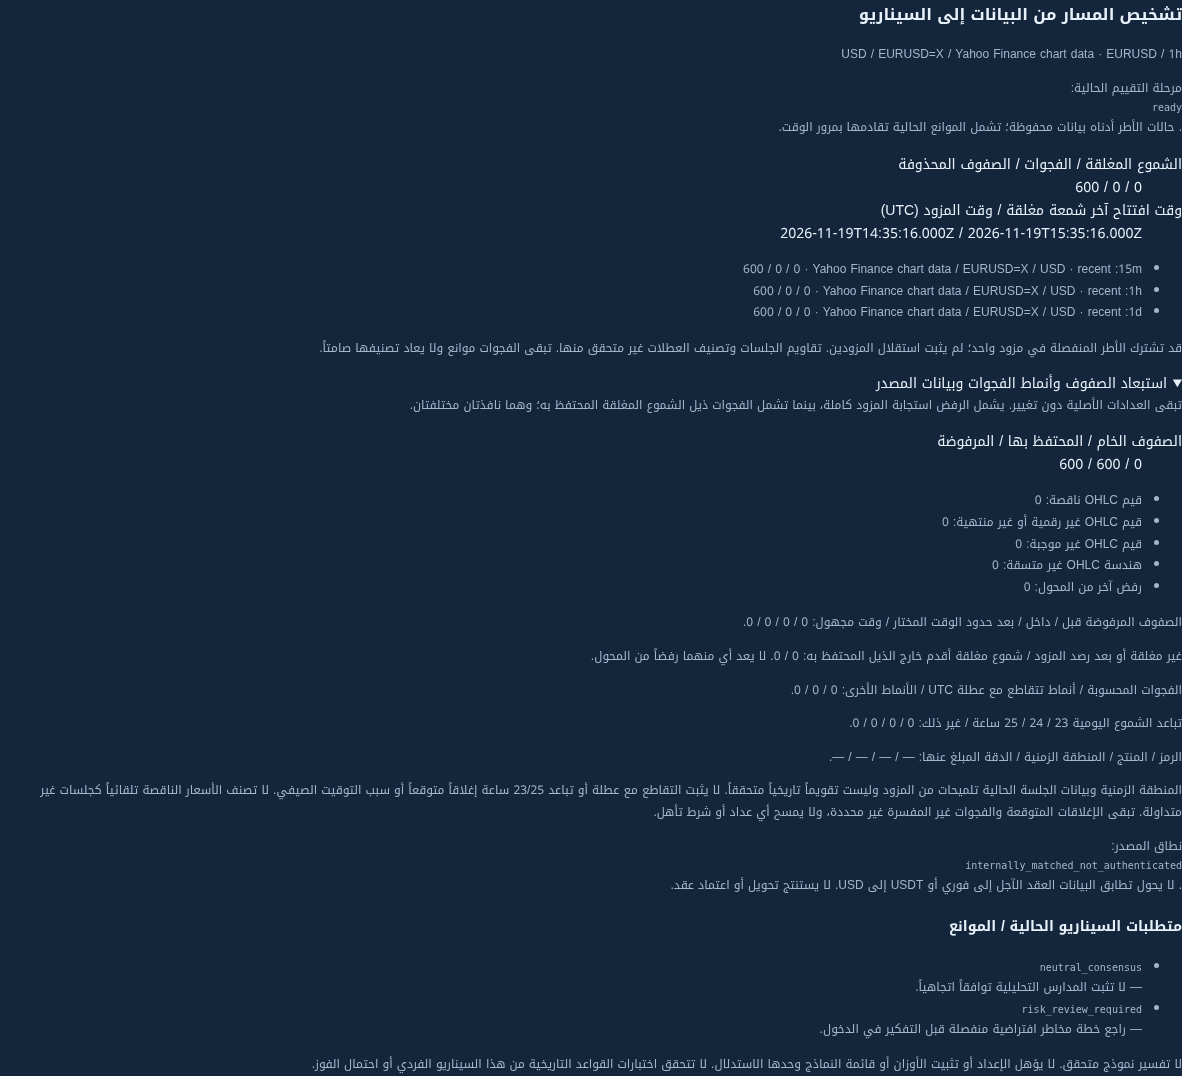 تشخيص المسار من البيانات إلى السيناريو
USD / EURUSD=X / Yahoo Finance chart data · EURUSD / 1h
مرحلة التقييم الحالية:
ready
. حالات الأطر أدناه بيانات محفوظة؛ تشمل الموانع الحالية تقادمها بمرور الوقت.
الشموع المغلقة / الفجوات / الصفوف المحذوفة
600 / 0 / 0
وقت افتتاح آخر شمعة مغلقة / وقت المزود (UTC)
2026-11-19T14:35:16.000Z / 2026-11-19T15:35:16.000Z
600 / 0 / 0 · Yahoo Finance chart data / EURUSD=X / USD · recent :15m
600 / 0 / 0 · Yahoo Finance chart data / EURUSD=X / USD · recent :1h
600 / 0 / 0 · Yahoo Finance chart data / EURUSD=X / USD · recent :1d
قد تشترك الأطر المنفصلة في مزود واحد؛ لم يثبت استقلال المزودين. تقاويم الجلسات وتصنيف العطلات غير متحقق منها. تبقى الفجوات موانع ولا يعاد تصنيفها صامتاً.
▼ استبعاد الصفوف وأنماط الفجوات وبيانات المصدر
تبقى العدادات الأصلية دون تغيير. يشمل الرفض استجابة المزود كاملة، بينما تشمل الفجوات ذيل الشموع المغلقة المحتفظ به؛ وهما نافذتان مختلفتان.
الصفوف الخام / المحتفظ بها / المرفوضة
600 / 600 / 0
قيم OHLC ناقصة: 0
قيم OHLC غير رقمية أو غير منتهية: 0
قيم OHLC غير موجبة: 0
هندسة OHLC غير متسقة: 0
رفض آخر من المحول: 0
الصفوف المرفوضة قبل / داخل / بعد حدود الوقت المختار / وقت مجهول: 0 / 0 / 0 / 0.
غير مغلقة أو بعد رصد المزود / شموع مغلقة أقدم خارج الذيل المحتفظ به: 0 / 0. لا يعد أي منهما رفضاً من المحول.
الفجوات المحسوبة / أنماط تتقاطع مع عطلة UTC / الأنماط الأخرى: 0 / 0 / 0.
تباعد الشموع اليومية 23 / 24 / 25 ساعة / غير ذلك: 0 / 0 / 0 / 0.
الرمز / المنتج / المنطقة الزمنية / الدقة المبلغ عنها: — / — / — / —.
المنطقة الزمنية وبيانات الجلسة الحالية تلميحات من المزود وليست تقويماً تاريخياً متحققاً. لا يثبت التقاطع مع عطلة أو تباعد 23/25 ساعة إغلاقاً متوقعاً أو سبب التوقيت الصيفي. لا تصنف الأسعار الناقصة تلقائياً كجلسات غير
متداولة. تبقى الإغلاقات المتوقعة والفجوات غير المفسرة غير محددة، ولا يمسح أي عداد أو شرط تأهل.
نطاق المصدر:
internally_matched_not_authenticated
. لا يحول تطابق البيانات العقد الآجل إلى فوري أو USDT إلى USD. لا يستنتج تحويل أو اعتماد عقد.
متطلبات السيناريو الحالية / الموانع
neutral_consensus
— لا تثبت المدارس التحليلية توافقاً اتجاهياً.
risk_review_required
— راجع خطة مخاطر افتراضية منفصلة قبل التفكير في الدخول.
لا تفسير نموذج متحقق. لا يؤهل الإعداد أو تثبيت الأوزان أو قائمة النماذج وحدها الاستدلال. لا تتحقق اختبارات القواعد التاريخية من هذا السيناريو الفردي أو احتمال الفوز.